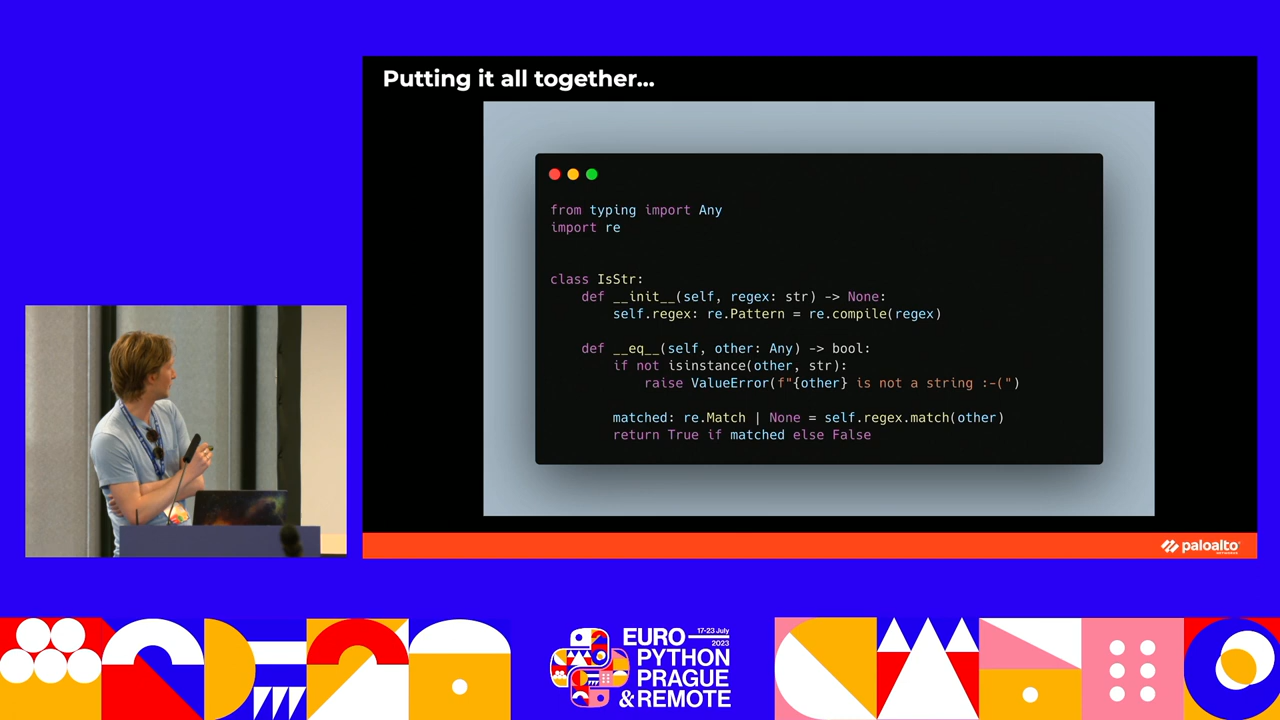 Putting it all together...
from typing import Any
import re
class IsStr:
    def __init__(self, regex: str) -> None:
        self.regex: re.Pattern = re.compile(regex)
    def __eq__(self, other: Any) -> bool:
        if not isinstance(other, str):
            raise ValueError(f"{other} is not a string :-(")
        matched: re.Match | None = self.regex.match(other)
        return True if matched else False
paloalto
EURO
17-23 July
2023
PYTHON
PRAGUE
& REMOTE